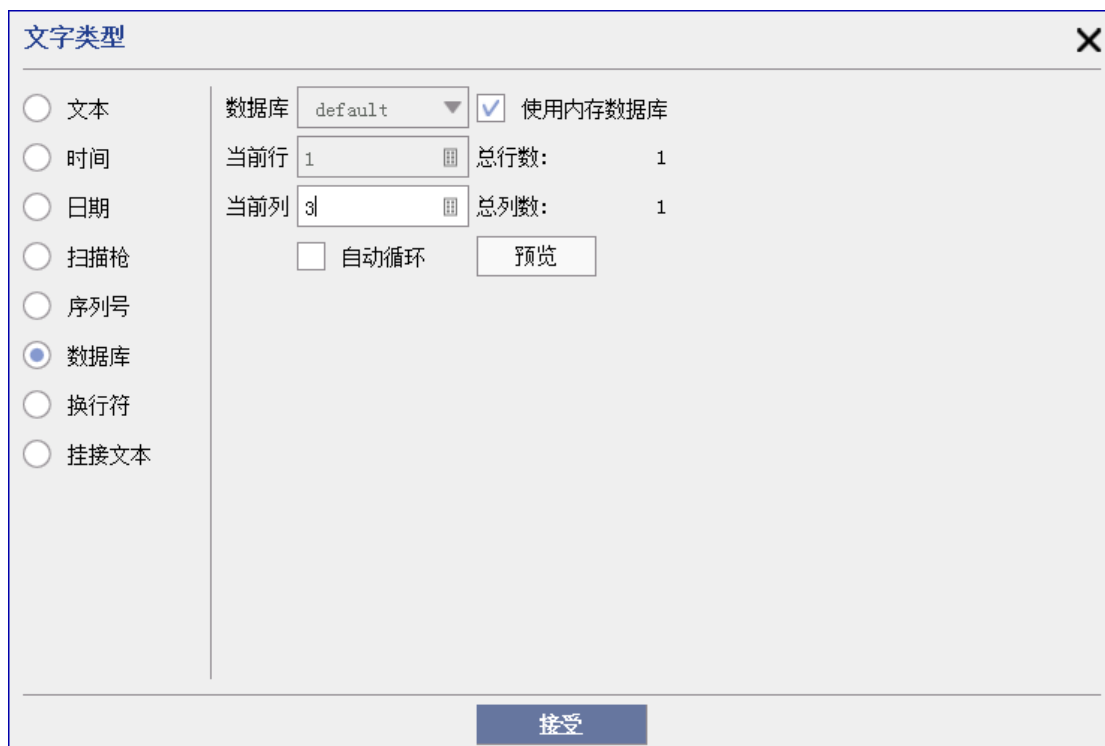 文字类型
文本
时间
日期
扫描枪
序列号
数据库
换行符
挂接文本
数据库 default 使用内存数据库
当前行 1 总行数: 1
当前列 3 总列数: 1
自动循环 预览
接受